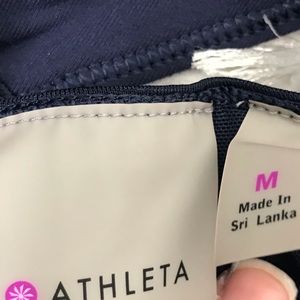 ATHLETA
M
Made In
Sri Lanka